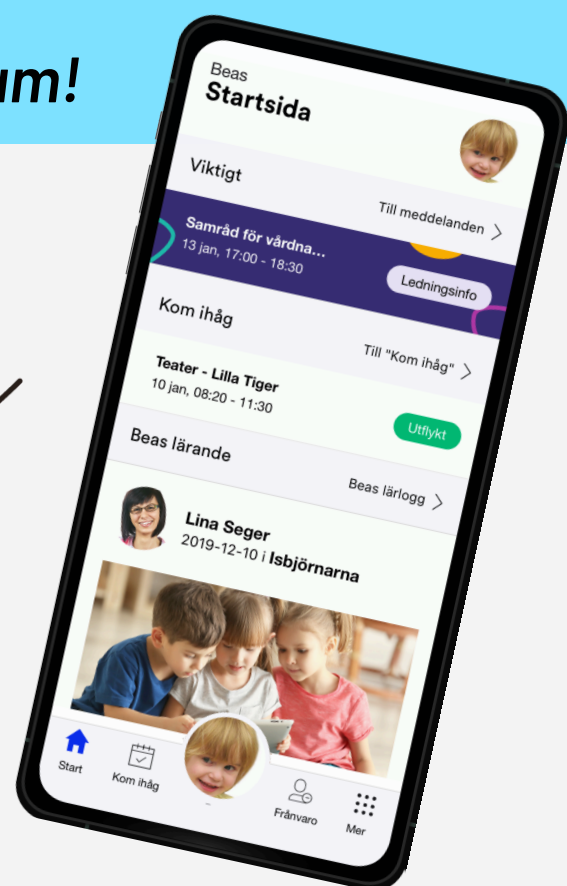 um!
Beas
Startsida
Viktigt
Till meddelanden
Samråd för vårdna...
13 jan, 17:00 - 18:30
Ledningsinfo
Kom ihåg
Till "Kom ihåg"
Teater - Lilla Tiger
10 jan, 08:20 - 11:30
Utflykt
Beas lärande
Beas lärlogg
Lina Seger
2019-12-10 i Isbjörnarna
Start
Kom ihåg
Frånvaro
Mer